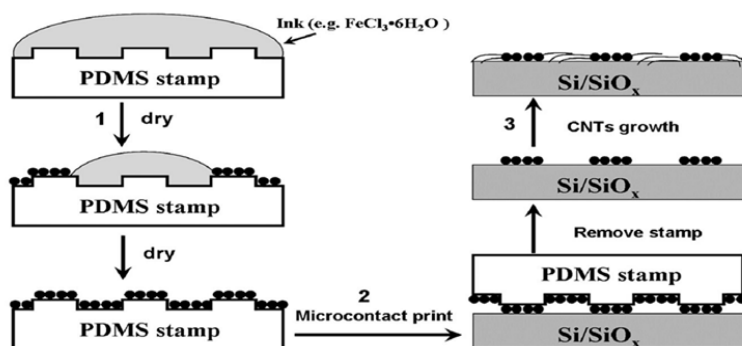 Ink (e.g. FeCl₃•6H₂O )
PDMS stamp
1 dry
PDMS stamp
dry
PDMS stamp
2
Microcontact print
PDMS stamp
Si/SiOₓ
Remove stamp
Si/SiOₓ
3 CNTs growth
Si/SiOₓ